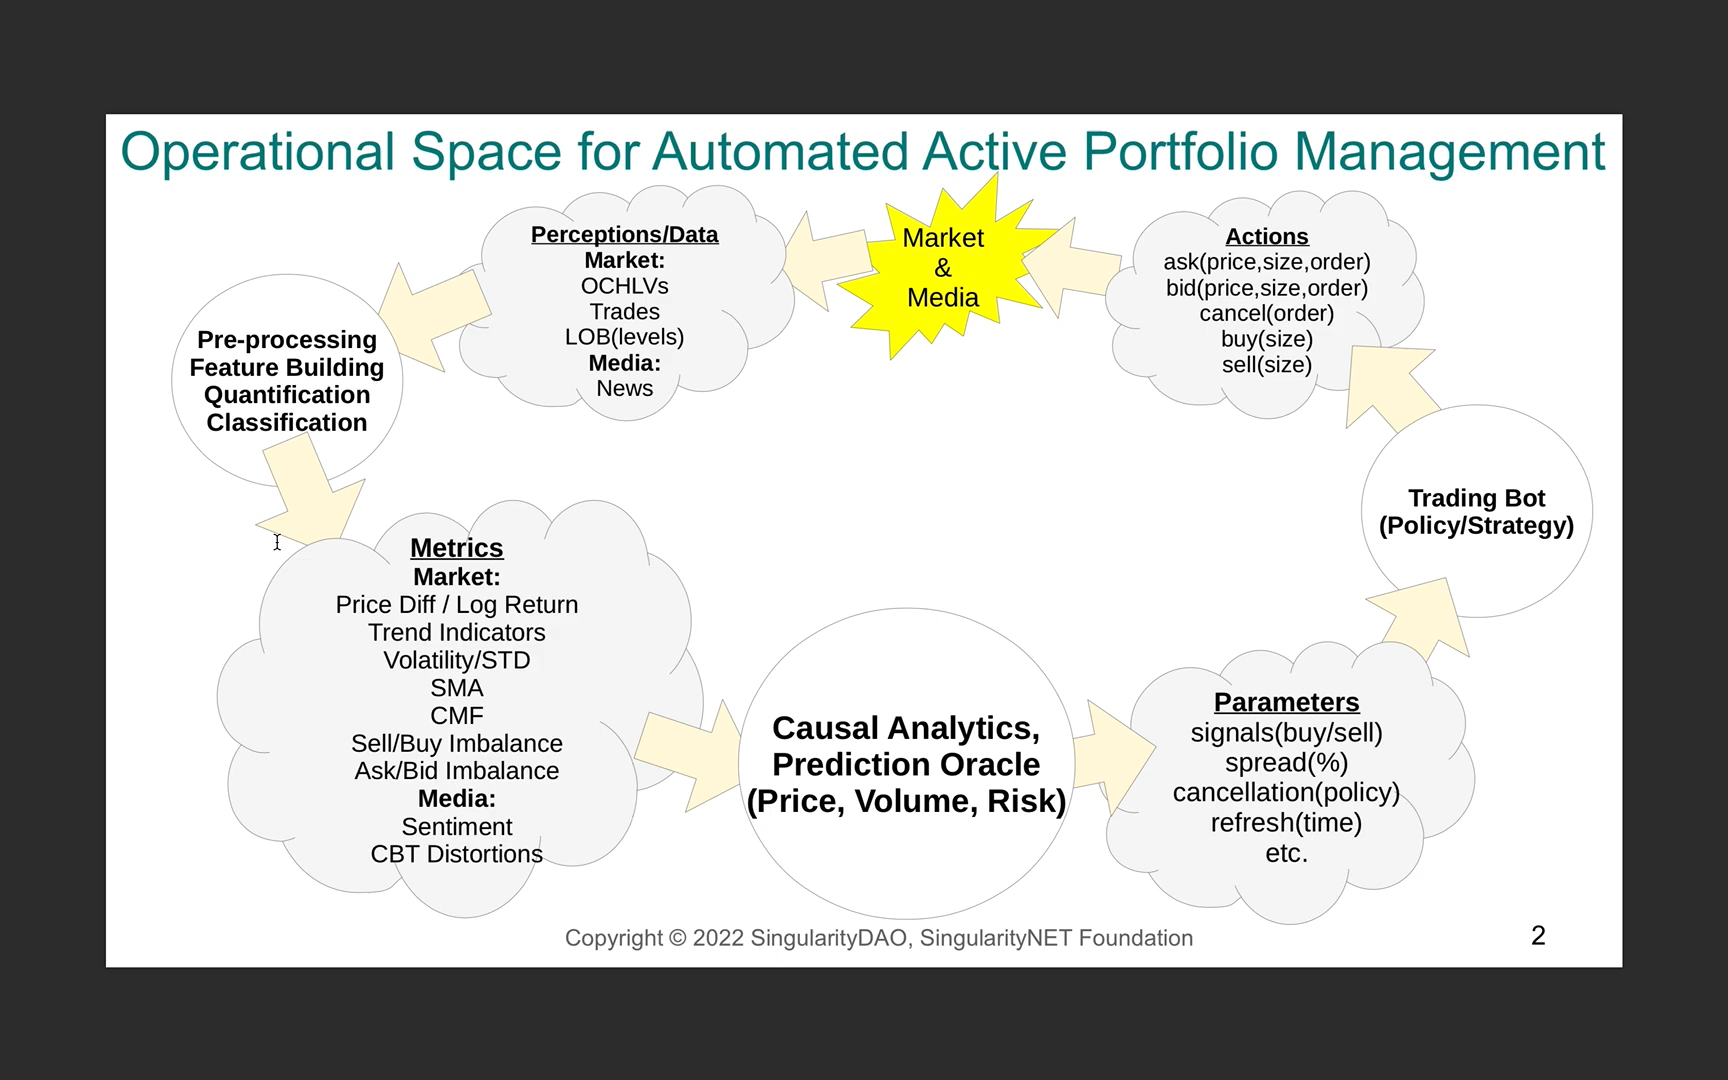 Operational Space for Automated Active Portfolio Management
Perceptions/Data
Market:
OCHLVs
Trades
LOB(levels)
Media:
News
Market
&
Media
Actions
ask(price,size,order)
bid(price,size,order)
cancel(order)
buy(size)
sell(size)
Pre-processing
Feature Building
Quantification
Classification
Trading Bot
(Policy/Strategy)
Metrics
Market:
Price Diff / Log Return
Trend Indicators
Volatility/STD
SMA
CMF
Sell/Buy Imbalance
Ask/Bid Imbalance
Media:
Sentiment
CBT Distortions
Causal Analytics,
Prediction Oracle
(Price, Volume, Risk)
Parameters
signals(buy/sell)
spread(%)
cancellation(policy)
refresh(time)
etc.
Copyright © 2022 SingularityDAO, SingularityNET Foundation
2